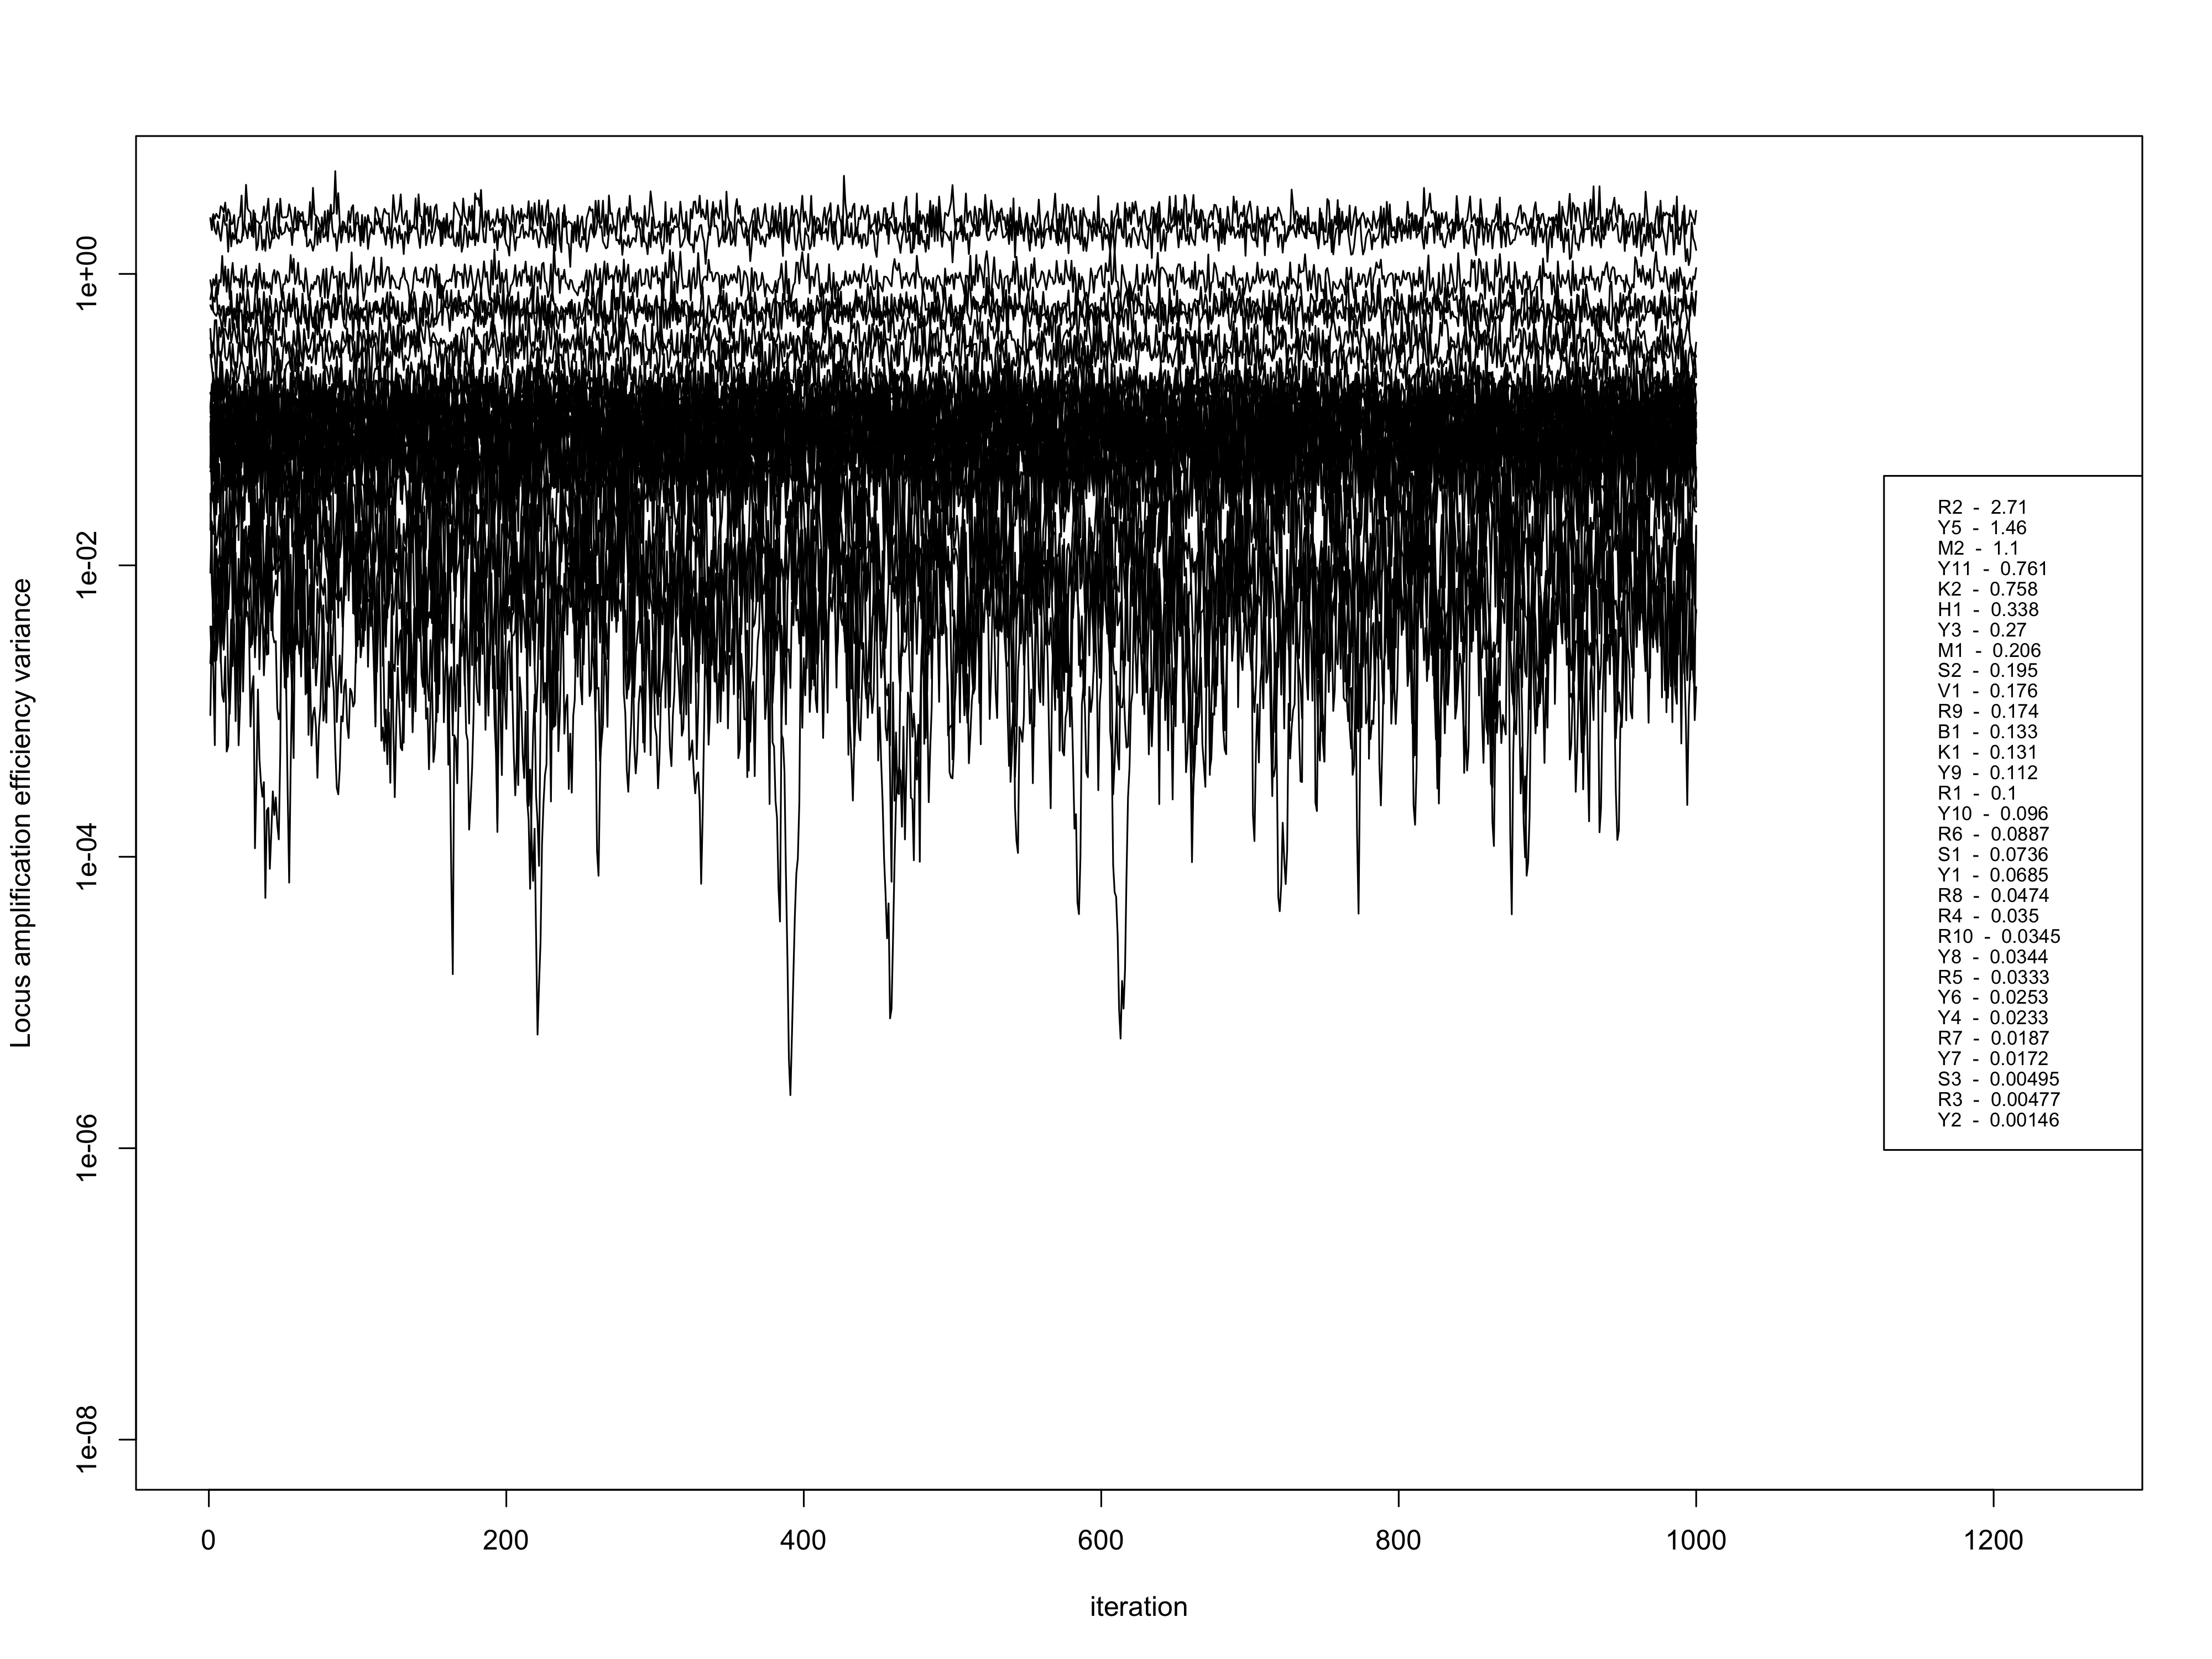 Locus amplification efficiency variance
1e+00
1e-02
1e-04
1e-06
1e-08
R2 - 2.71
Y5 - 1.46
M2 - 1.1
Y11 - 0.761
K2 - 0.758
H1 - 0.338
Y3 - 0.27
M1 - 0.206
S2 - 0.195
V1 - 0.176
R9 - 0.174
B1 - 0.133
K1 - 0.131
Y9 - 0.112
R1 - 0.1
Y10 - 0.096
R6 - 0.0887
S1 - 0.0736
Y1 - 0.0685
R8 - 0.0474
R4 - 0.035
R10 - 0.0345
Y8 - 0.0344
R5 - 0.0333
Y6 - 0.0253
Y4 - 0.0233
R7 - 0.0187
Y7 - 0.0172
S3 - 0.00495
R3 - 0.00477
Y2 - 0.00146
0 200 400 600 800 1000 1200
iteration